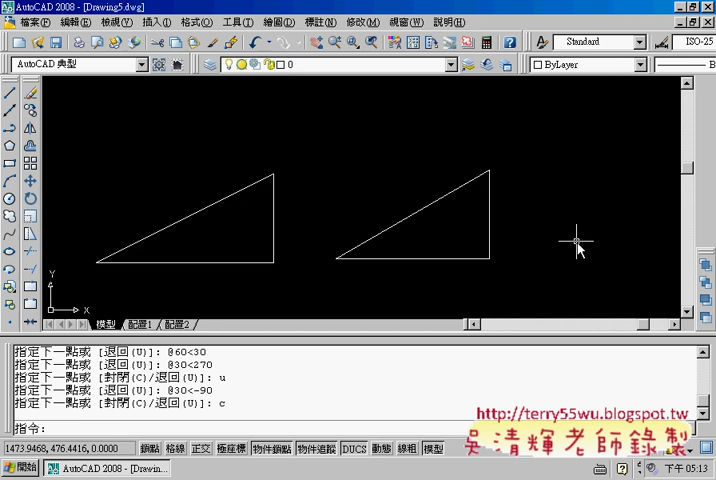 AutoCAD 2008 - [Drawing5.dwg]
檔案(F) 編輯(E) 檢視(V) 插入(I) 格式(O) 工具(T) 繪圖(D) 標註(N) 修改(M) 視窗(W) 說明(H)
Standard ISO-25
AutoCAD 典型 0 ByLayer B
Y
X
模型 配置1 配置2
指定下一點或 [退回(U)]: @60<30
指定下一點或 [退回(U)]: @30<270
指定下一點或 [封閉(C)/退回(U)]: u
指定下一點或 [退回(U)]: @30<-90
指定下一點或 [封閉(C)/退回(U)]: c
指令:
http://terry55wu.blogspot.tw
吳清輝老師錄製
1473.9468, 476.4416, 0.0000 鎖點 格線 正交 極座標 物件鎖點 物件追蹤 DUCS 動態 線粗 模型
開始 AutoCAD 2008 - [Drawin... 下午 05:13